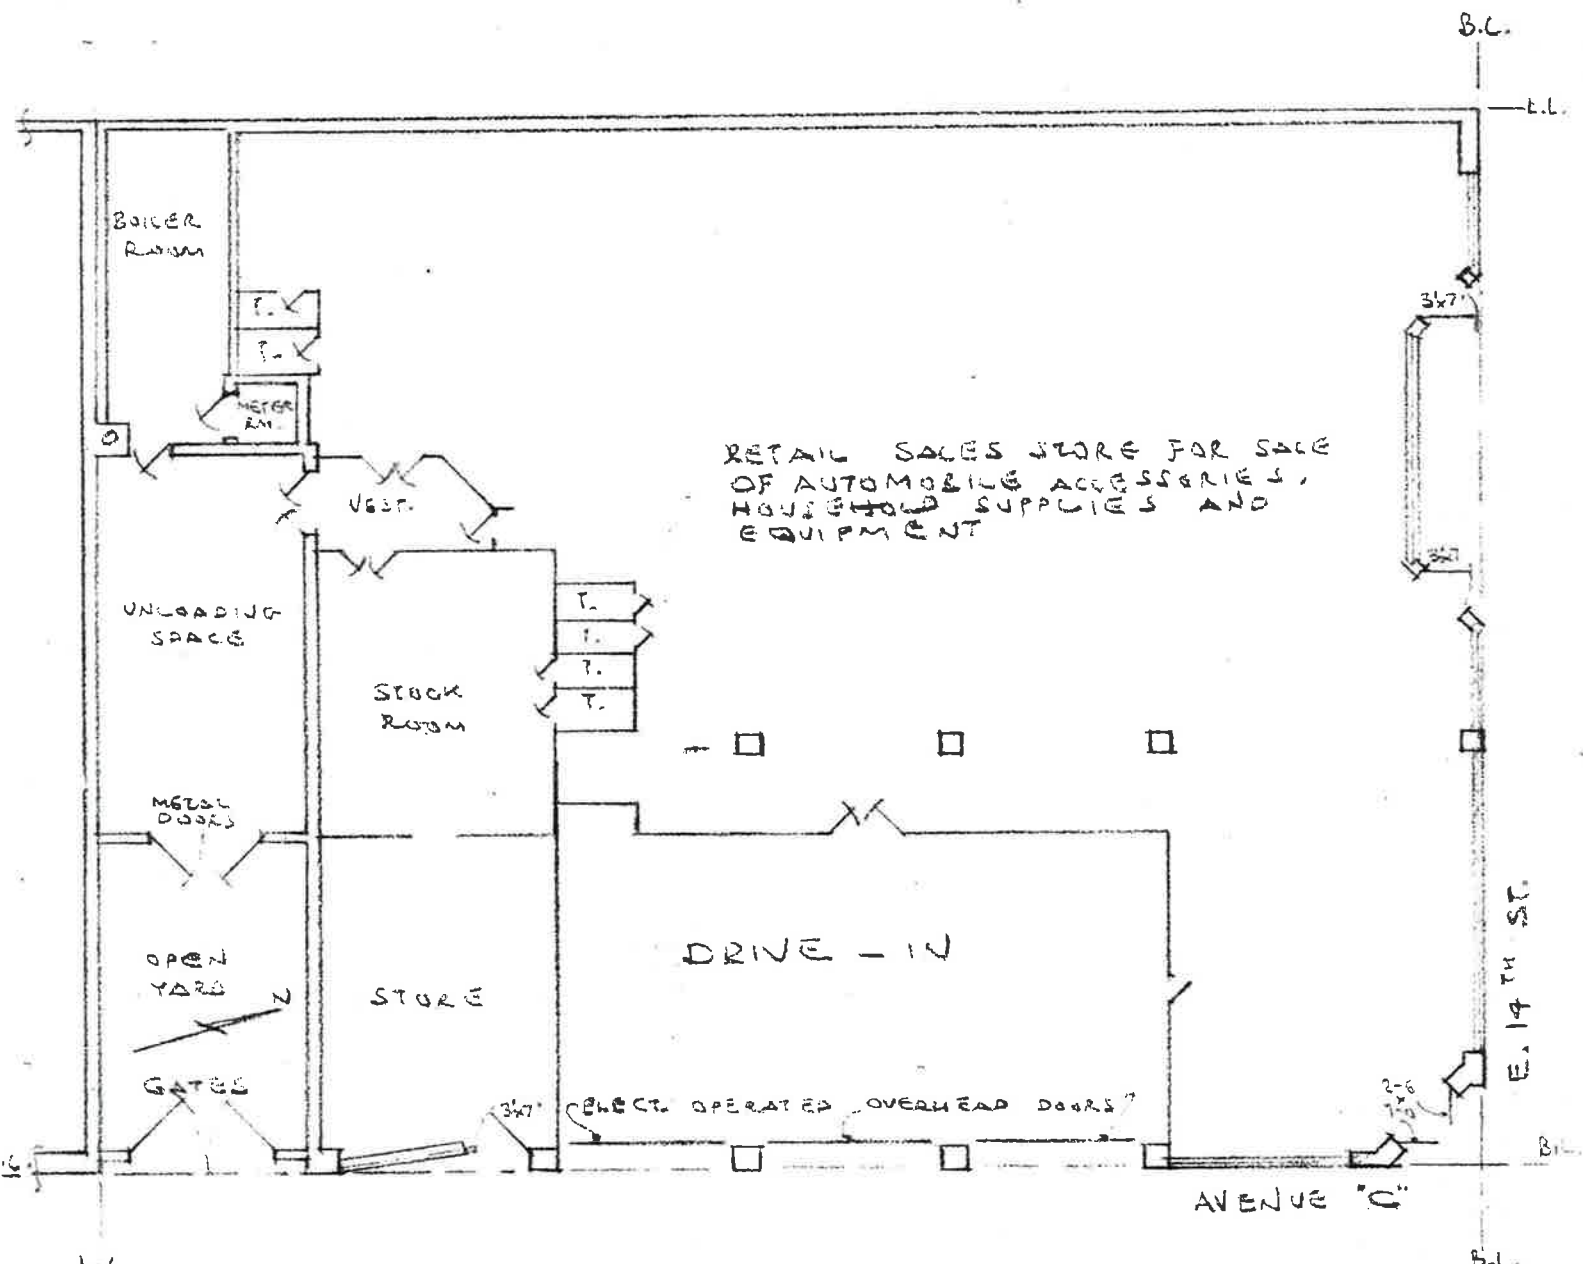 B.L.
L.L.
BOILER
ROOM
T.
T.
METER
RM.
3'x7'
RETAIL SALES STORE FOR SALE
OF AUTOMOBILE ACCESSORIES,
HOUSEHOLD SUPPLIES AND
EQUIPMENT
VEST.
3'x7'
UNLOADING
SPACE
T.
T.
T.
T.
STOCK
ROOM
METAL
DOORS
DRIVE - IN
OPEN
YARD
N
STORE
E. 14TH ST.
GATES
3'x7'
ELECT. OPERATED OVERHEAD DOORS
2-6
x
7-0
B.L.
AVENUE "C"
B.L.